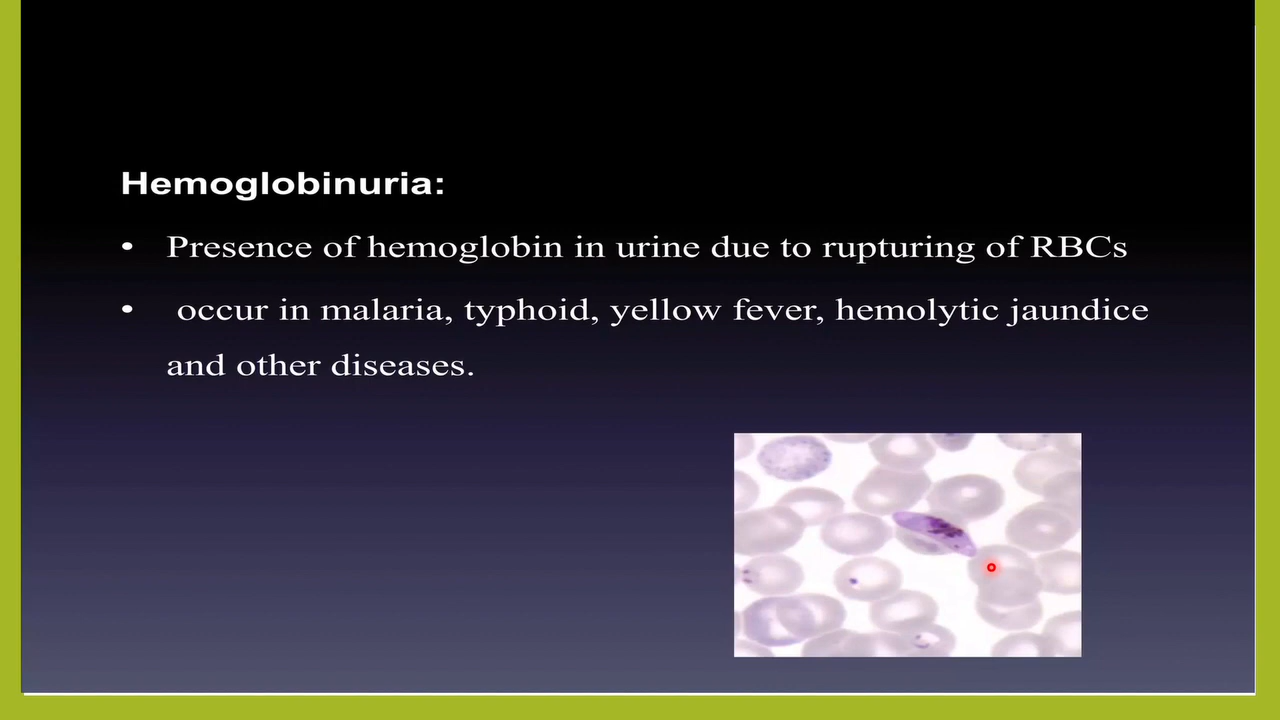 Hemoglobinuria:
• Presence of hemoglobin in urine due to rupturing of RBCs
• occur in malaria, typhoid, yellow fever, hemolytic jaundice
and other diseases.